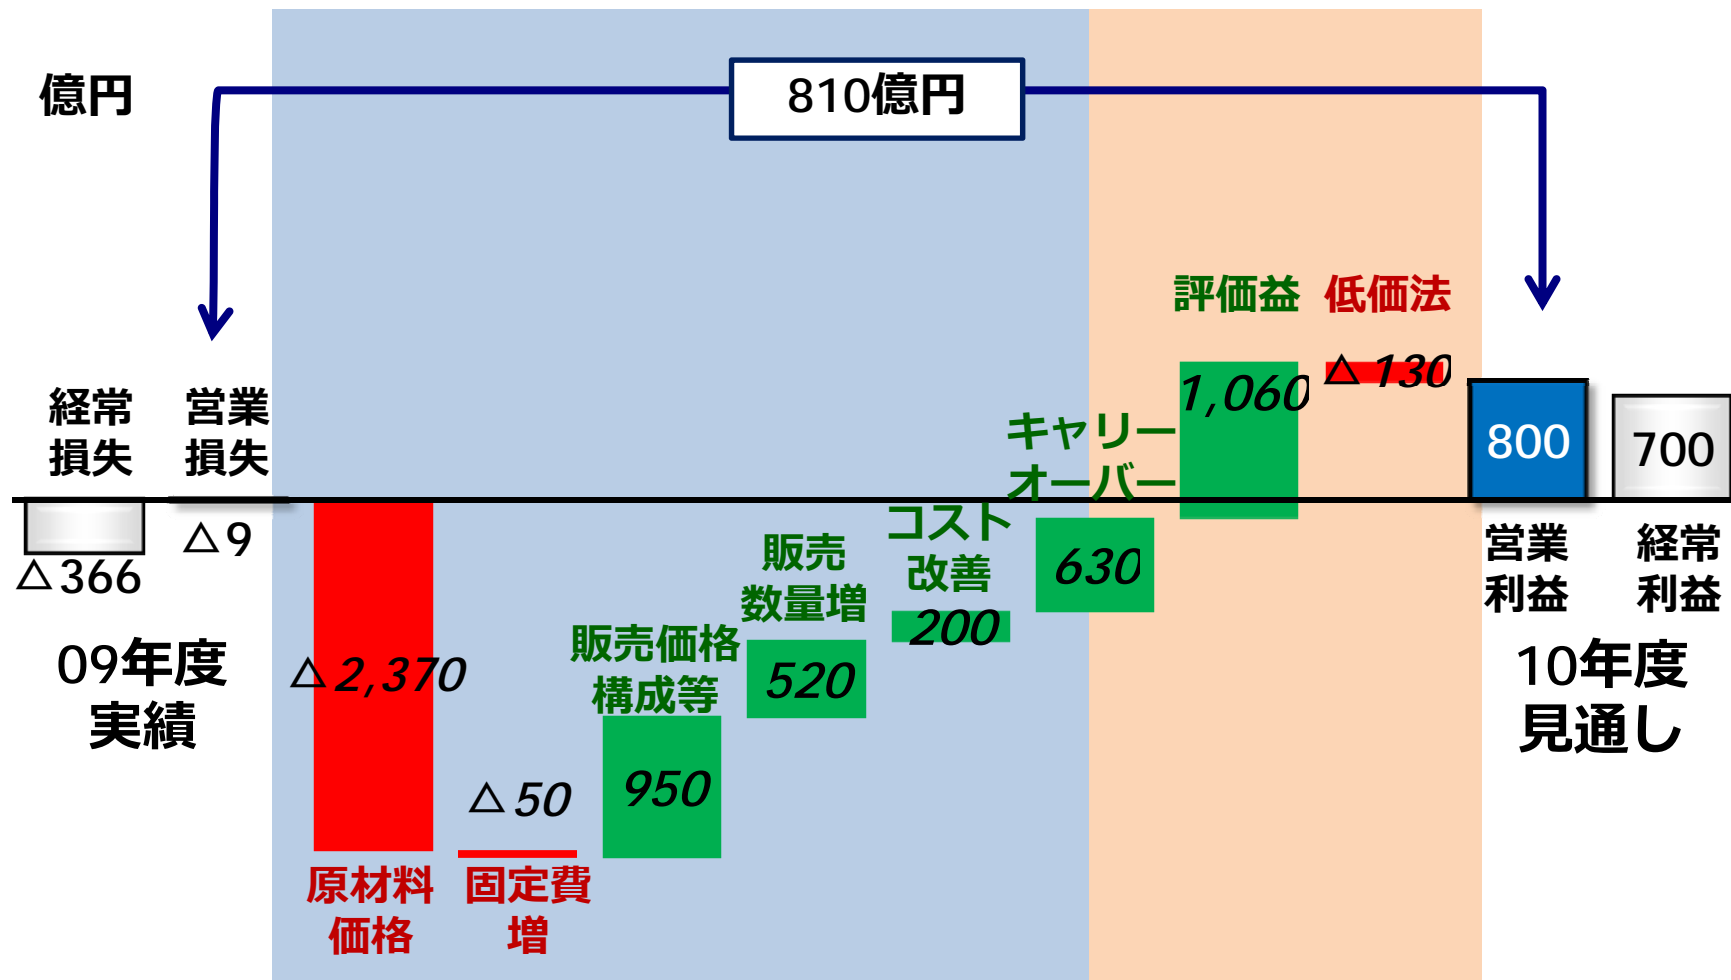 億円
810億円
評価益
低価法
1,060
△130
経常
損失
営業
損失
キャリー
オーバー
800
700
△366
△9
コスト
改善
200
630
営業
利益
経常
利益
販売
数量増
520
販売価格
構成等
950
09年度
実績
△2,370
△50
10年度
見通し
原材料
価格
固定費
増